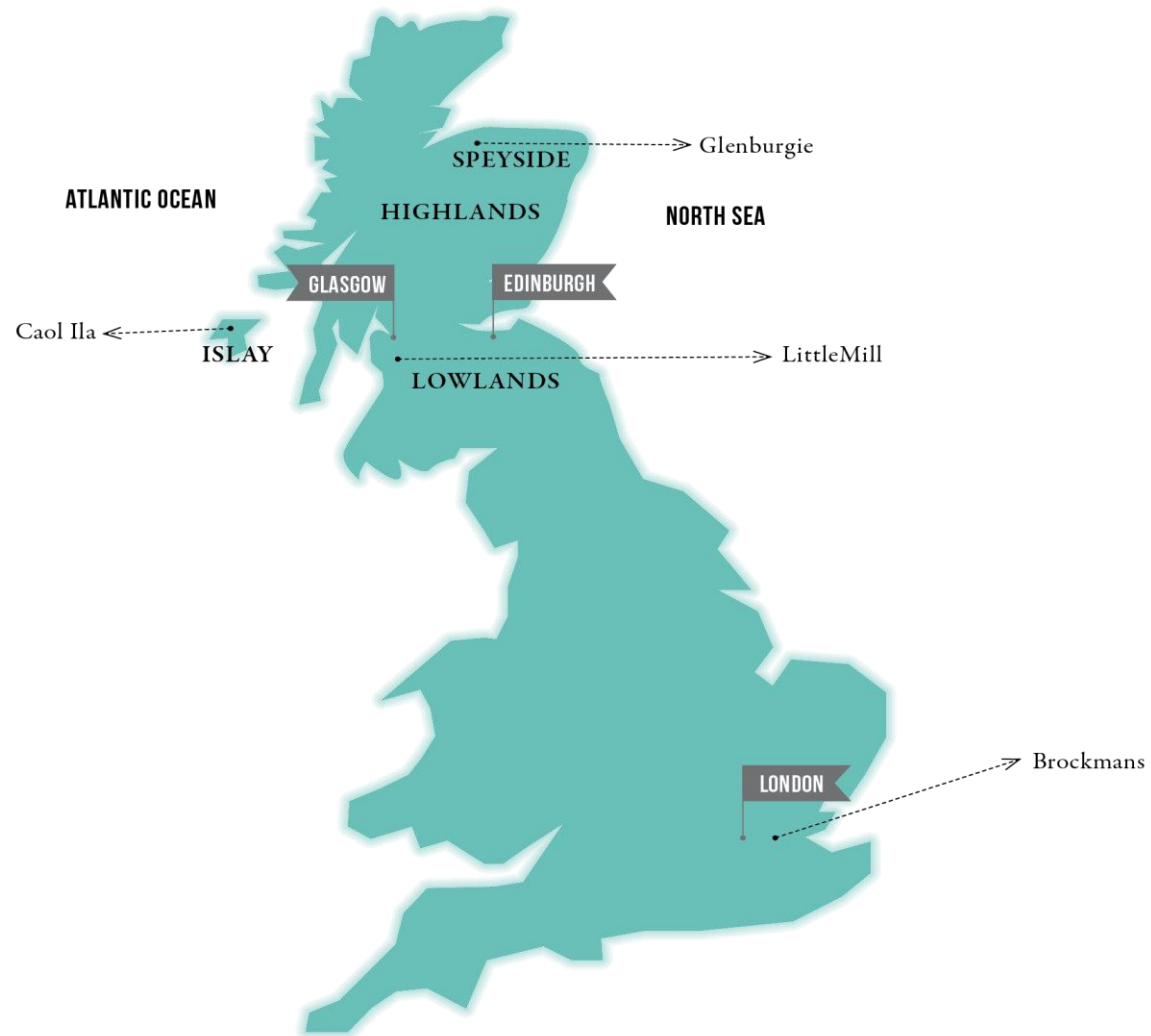 Glenburgie
SPEYSIDE
ATLANTIC OCEAN
HIGHLANDS
NORTH SEA
GLASGOW
EDINBURGH
Caol Ila
ISLAY
LittleMill
LOWLANDS
Brockmans
LONDON